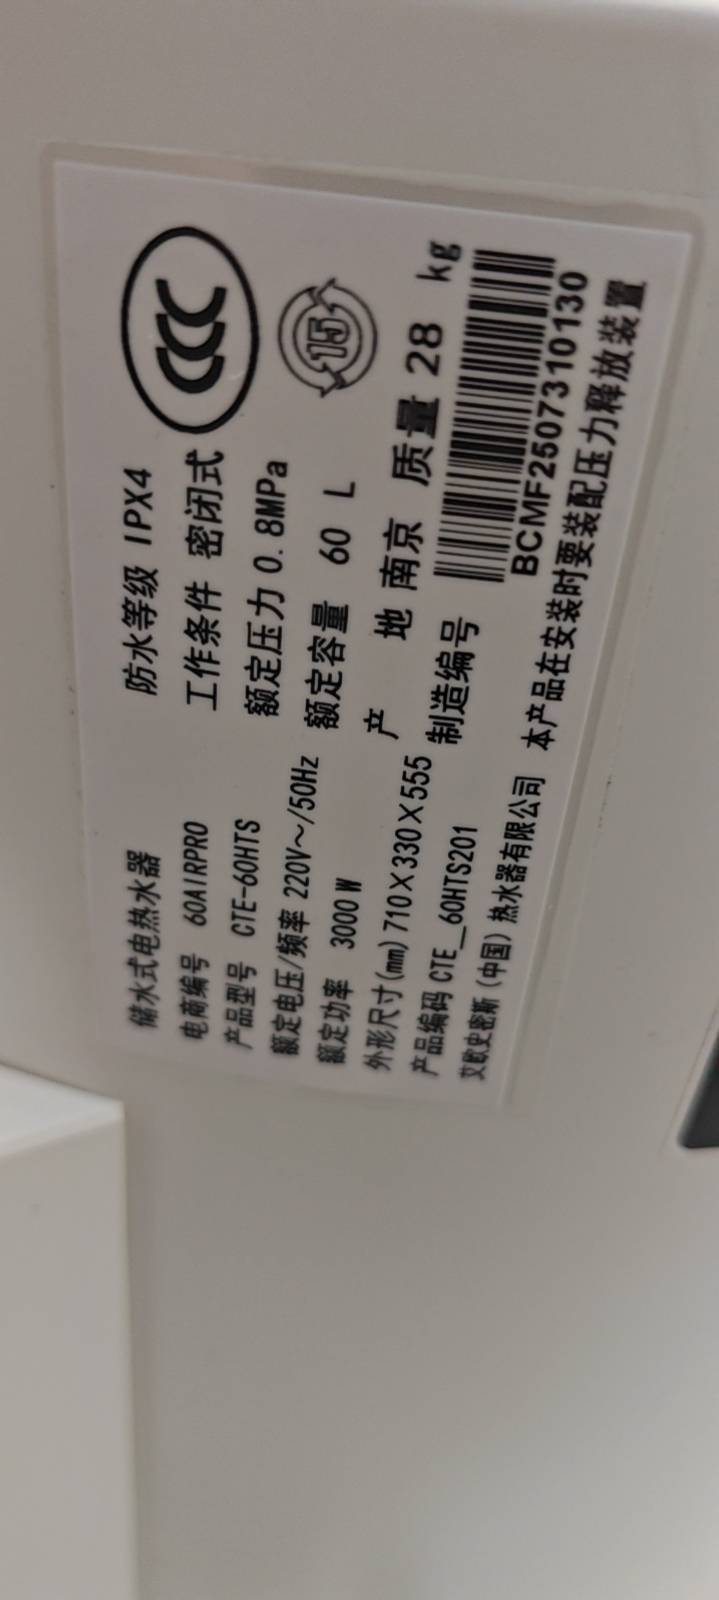 储水式电热水器 防水等级 IPX4
电商编号 60AIRPRO 工作条件 密闭式
产品型号 CTE-60HTS 额定压力 0.8MPa
额定电压/频率 220V～/50Hz 额定容量 60 L
额定功率 3000 W 产 地 南京 质量 28 kg
外形尺寸(mm) 710×330×555 制造编号
产品编码 CTE_60HTS201 BCMF2507310130
艾欧史密斯(中国)热水器有限公司 本产品在安装时要装配压力释放装置
CCC
15